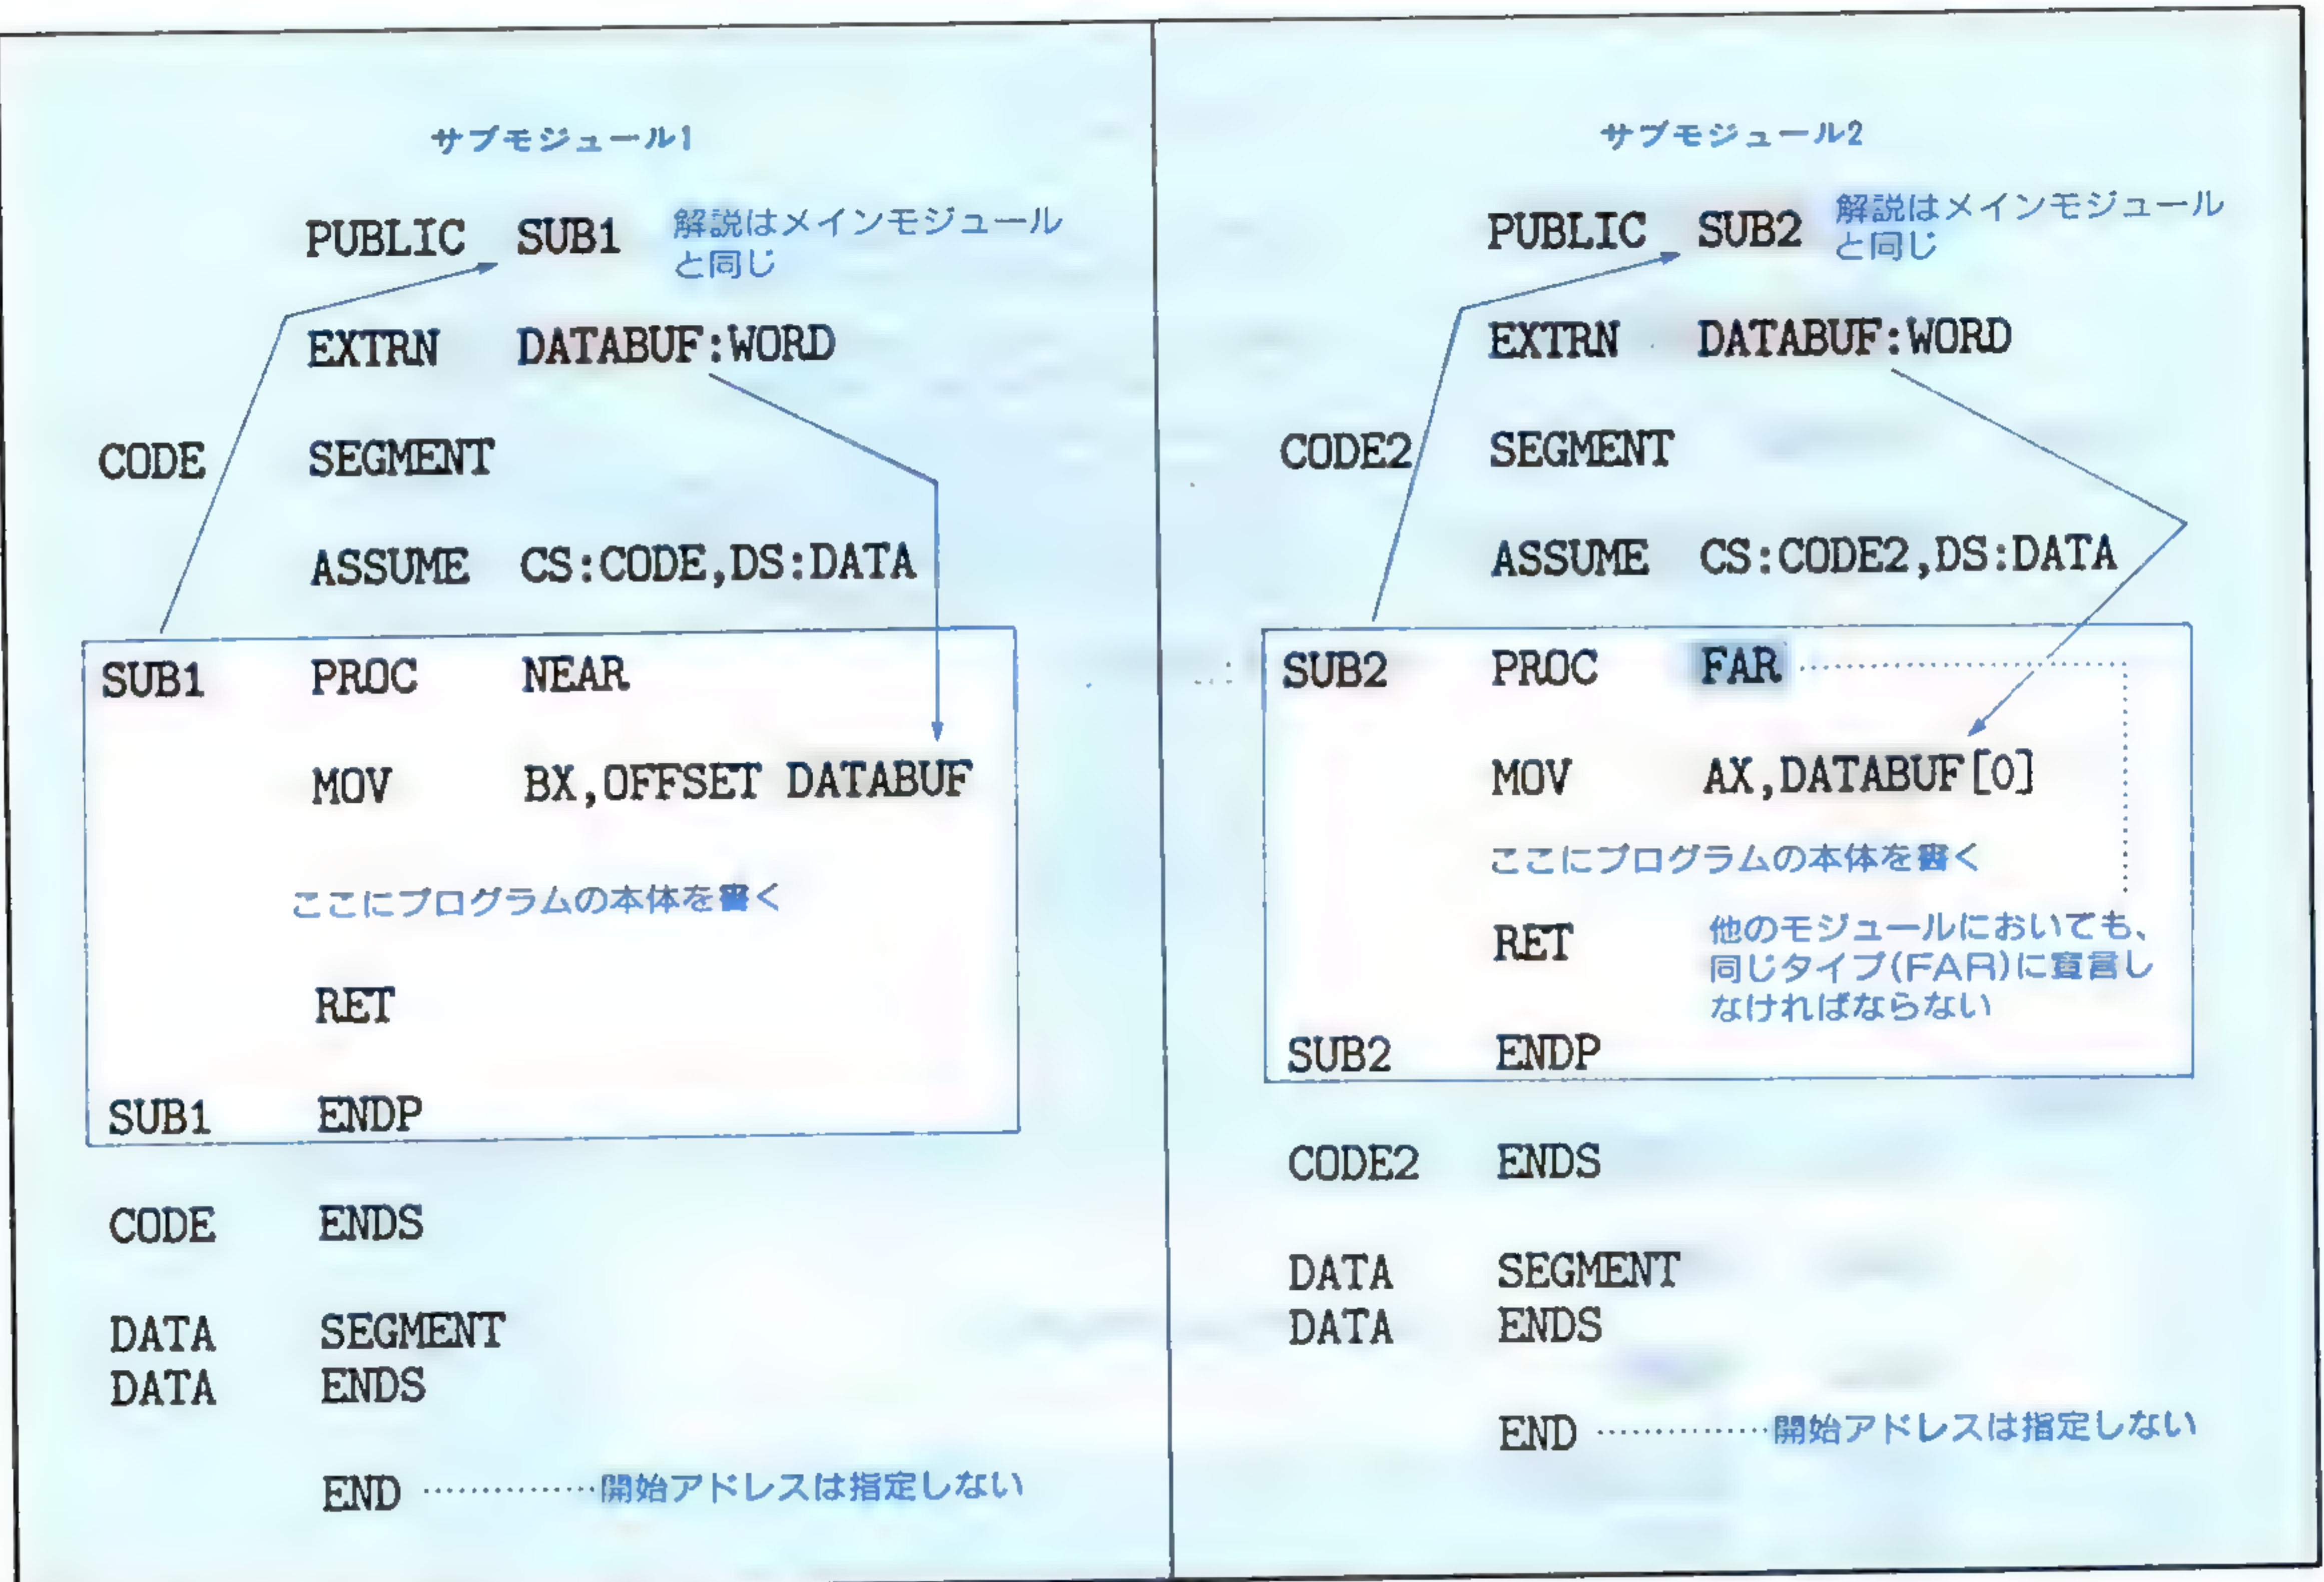 サブモジュール1
PUBLIC SUB1 解説はメインモジュール
と同じ
EXTRN DATABUF:WORD
CODE SEGMENT
ASSUME CS:CODE,DS:DATA
SUB1 PROC NEAR
MOV BX,OFFSET DATABUF
ここにプログラムの本体を書く
RET
SUB1 ENDP
CODE ENDS
DATA SEGMENT
DATA ENDS
END ……………開始アドレスは指定しない
サブモジュール2
PUBLIC SUB2 解説はメインモジュール
と同じ
EXTRN DATABUF:WORD
CODE2 SEGMENT
ASSUME CS:CODE2,DS:DATA
SUB2 PROC FAR
MOV AX,DATABUF[0]
ここにプログラムの本体を書く
RET 他のモジュールにおいても、
同じタイプ(FAR)に宣言し
なければならない
SUB2 ENDP
CODE2 ENDS
DATA SEGMENT
DATA ENDS
END ……………開始アドレスは指定しない